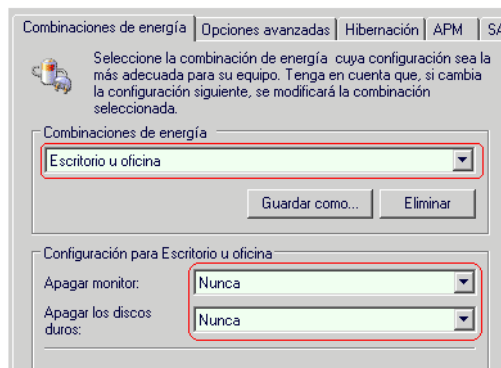 Combinaciones de energía Opciones avanzadas Hibernación APM SA
Seleccione la combinación de energía cuya configuración sea la
más adecuada para su equipo. Tenga en cuenta que, si cambia
la configuración siguiente, se modificará la combinación
seleccionada.
Combinaciones de energía
Escritorio u oficina
Guardar como... Eliminar
Configuración para Escritorio u oficina
Apagar monitor: Nunca
Apagar los discos
duros: Nunca